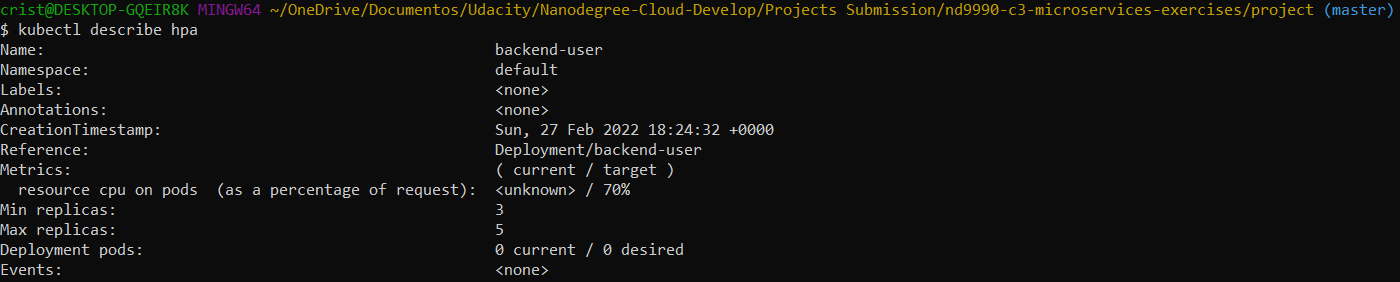 crist@DESKTOP-GQEIR8K MINGW64 ~/OneDrive/Documentos/Udacity/Nanodegree-Cloud-Develop/Projects Submission/nd9990-c3-microservices-exercises/project (master)
$ kubectl describe hpa
Name:                                                  backend-user
Namespace:                                             default
Labels:                                                <none>
Annotations:                                           <none>
CreationTimestamp:                                     Sun, 27 Feb 2022 18:24:32 +0000
Reference:                                             Deployment/backend-user
Metrics:                                               ( current / target )
  resource cpu on pods  (as a percentage of request):  <unknown> / 70%
Min replicas:                                          3
Max replicas:                                          5
Deployment pods:                                       0 current / 0 desired
Events:                                                <none>